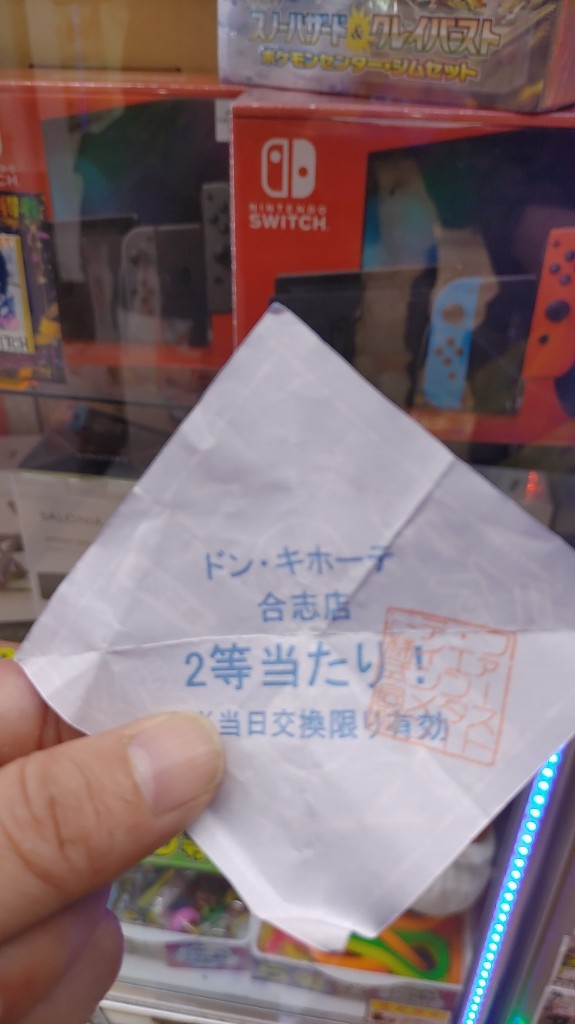 スノーハザード&クレイバースト
ポケモンセンター・ジムセット
NINTENDO
SWITCH
ドン・キホーテ
合志店
2等当たり！
※当日交換限り有効